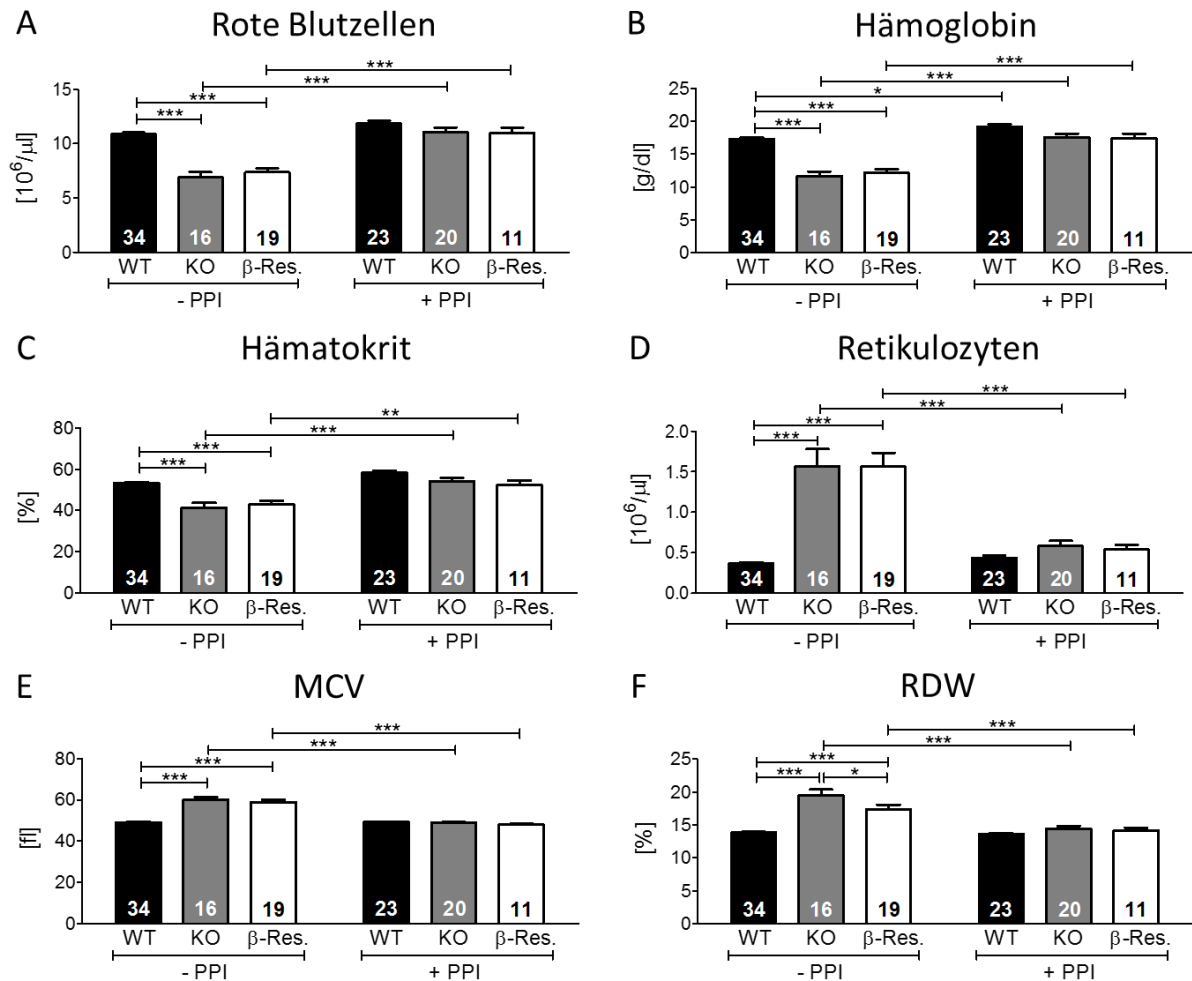 A Rote Blutzellen
***
***
***
***
15
10
5
0
[10⁶/µl]
34 16 19 23 20 11
WT KO β-Res. WT KO β-Res.
- PPI + PPI
B Hämoglobin
***
***
*
***
***
25
20
15
10
5
0
[g/dl]
34 16 19 23 20 11
WT KO β-Res. WT KO β-Res.
- PPI + PPI
C Hämatokrit
**
***
***
***
80
60
40
20
0
[%]
34 16 19 23 20 11
WT KO β-Res. WT KO β-Res.
- PPI + PPI
D Retikulozyten
***
***
***
***
2.0
1.5
1.0
0.5
0.0
[10⁶/µl]
34 16 19 23 20 11
WT KO β-Res. WT KO β-Res.
- PPI + PPI
E MCV
***
***
***
***
80
60
40
20
0
[fl]
34 16 19 23 20 11
WT KO β-Res. WT KO β-Res.
- PPI + PPI
F RDW
***
***
***
*** *
25
20
15
10
5
0
[%]
34 16 19 23 20 11
WT KO β-Res. WT KO β-Res.
- PPI + PPI